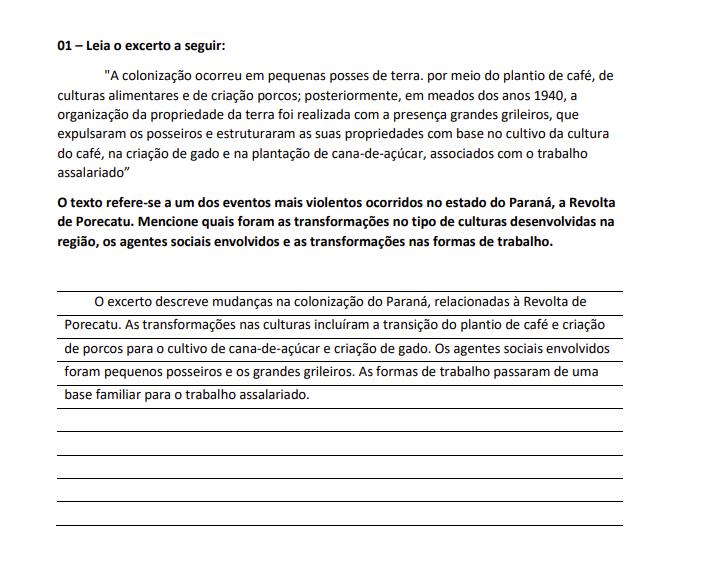 01 – Leia o excerto a seguir:
"A colonização ocorreu em pequenas posses de terra. por meio do plantio de café, de
culturas alimentares e de criação porcos; posteriormente, em meados dos anos 1940, a
organização da propriedade da terra foi realizada com a presença grandes grileiros, que
expulsaram os posseiros e estruturaram as suas propriedades com base no cultivo da cultura
do café, na criação de gado e na plantação de cana-de-açúcar, associados com o trabalho
assalariado”
O texto refere-se a um dos eventos mais violentos ocorridos no estado do Paraná, a Revolta
de Porecatu. Mencione quais foram as transformações no tipo de culturas desenvolvidas na
região, os agentes sociais envolvidos e as transformações nas formas de trabalho.
O excerto descreve mudanças na colonização do Paraná, relacionadas à Revolta de
Porecatu. As transformações nas culturas incluíram a transição do plantio de café e criação
de porcos para o cultivo de cana-de-açúcar e criação de gado. Os agentes sociais envolvidos
foram pequenos posseiros e os grandes grileiros. As formas de trabalho passaram de uma
base familiar para o trabalho assalariado.